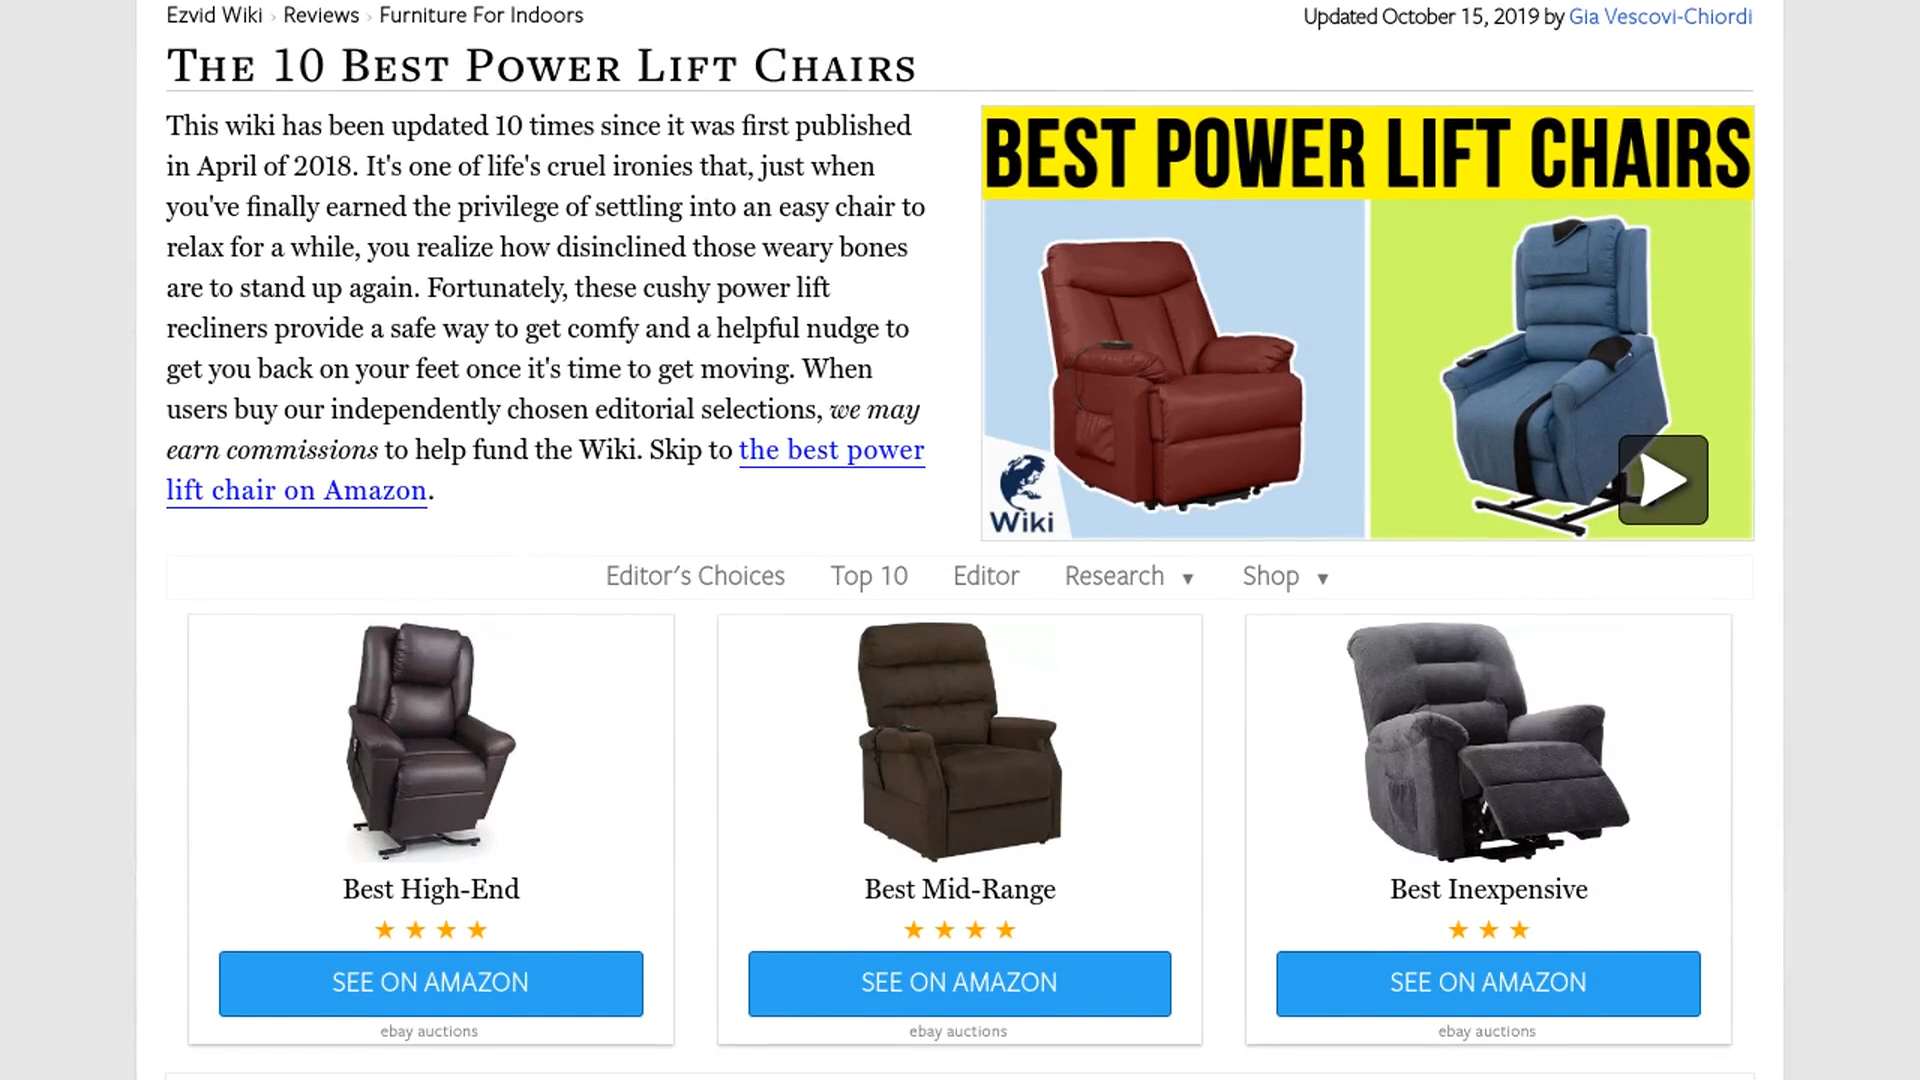 Ezvid Wiki › Reviews › Furniture For Indoors
Updated October 15, 2019 by Gia Vescovi-Chiordi
The 10 Best Power Lift Chairs
This wiki has been updated 10 times since it was first published
in April of 2018. It's one of life's cruel ironies that, just when
you've finally earned the privilege of settling into an easy chair to
relax for a while, you realize how disinclined those weary bones
are to stand up again. Fortunately, these cushy power lift
recliners provide a safe way to get comfy and a helpful nudge to
get you back on your feet once it's time to get moving. When
users buy our independently chosen editorial selections, we may
earn commissions to help fund the Wiki. Skip to the best power
lift chair on Amazon.
BEST POWER LIFT CHAIRS
Wiki
Editor's Choices Top 10 Editor Research ▼ Shop ▼
Best High-End
SEE ON AMAZON
ebay auctions
Best Mid-Range
SEE ON AMAZON
ebay auctions
Best Inexpensive
SEE ON AMAZON
ebay auctions